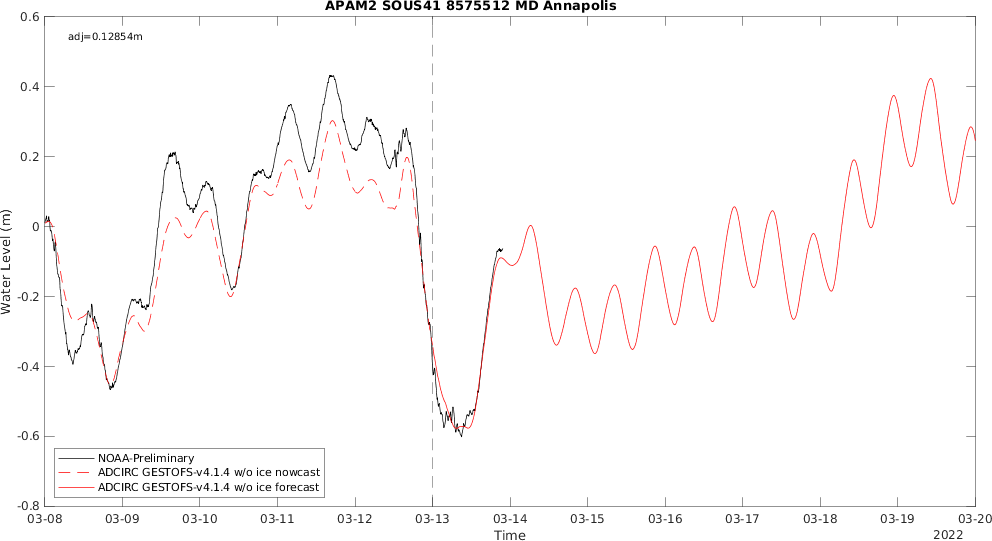 APAM2 SOUS41 8575512 MD Annapolis
adj=0.12854m
0.6
0.4
0.2
0
-0.2
-0.4
-0.6
-0.8
Water Level (m)
NOAA-Preliminary
ADCIRC GESTOFS-v4.1.4 w/o ice nowcast
ADCIRC GESTOFS-v4.1.4 w/o ice forecast
03-08 03-09 03-10 03-11 03-12 03-13 03-14 03-15 03-16 03-17 03-18 03-19 03-20
Time
2022